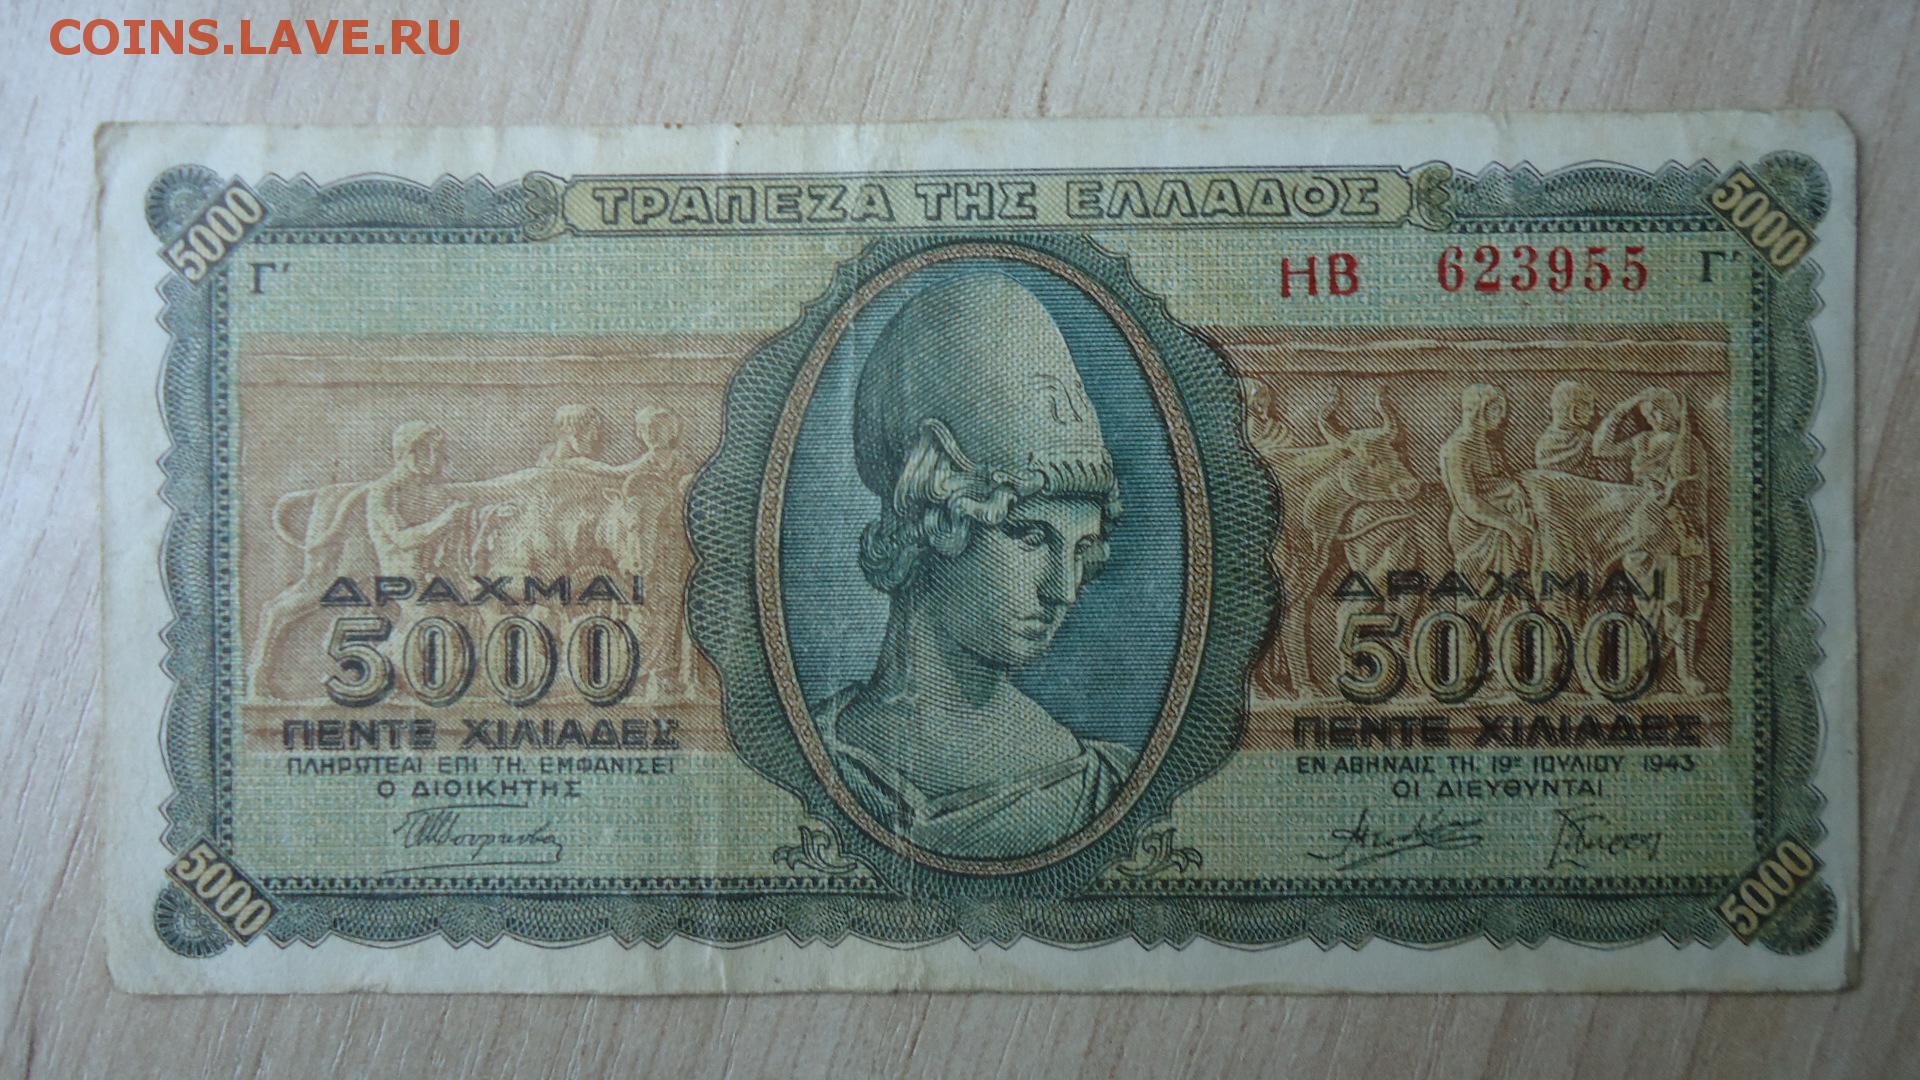 COINS.LAVE.RU
5000 ΤΡΑΠΕΖΑ ΤΗΣ ΕΛΛΑΔΟΣ 5000
Γ' ΗΒ 623955 Γ'
ΔΡΑΧΜΑΙ
5000
ΠΕΝΤΕ ΧΙΛΙΑΔΕΣ
ΠΛΗΡΩΤΕΑΙ ΕΠΙ ΤΗ. ΕΜΦΑΝΙΣΕΙ
Ο ΔΙΟΙΚΗΤΗΣ
ΔΡΑΧΜΑΙ
5000
ΠΕΝΤΕ ΧΙΛΙΑΔΕΣ
ΕΝ ΑΘΗΝΑΙΣ ΤΗ. 19ῃ ΙΟΥΛΙΟΥ 1943
ΟΙ ΔΙΕΥΘΥΝΤΑΙ
5000 5000